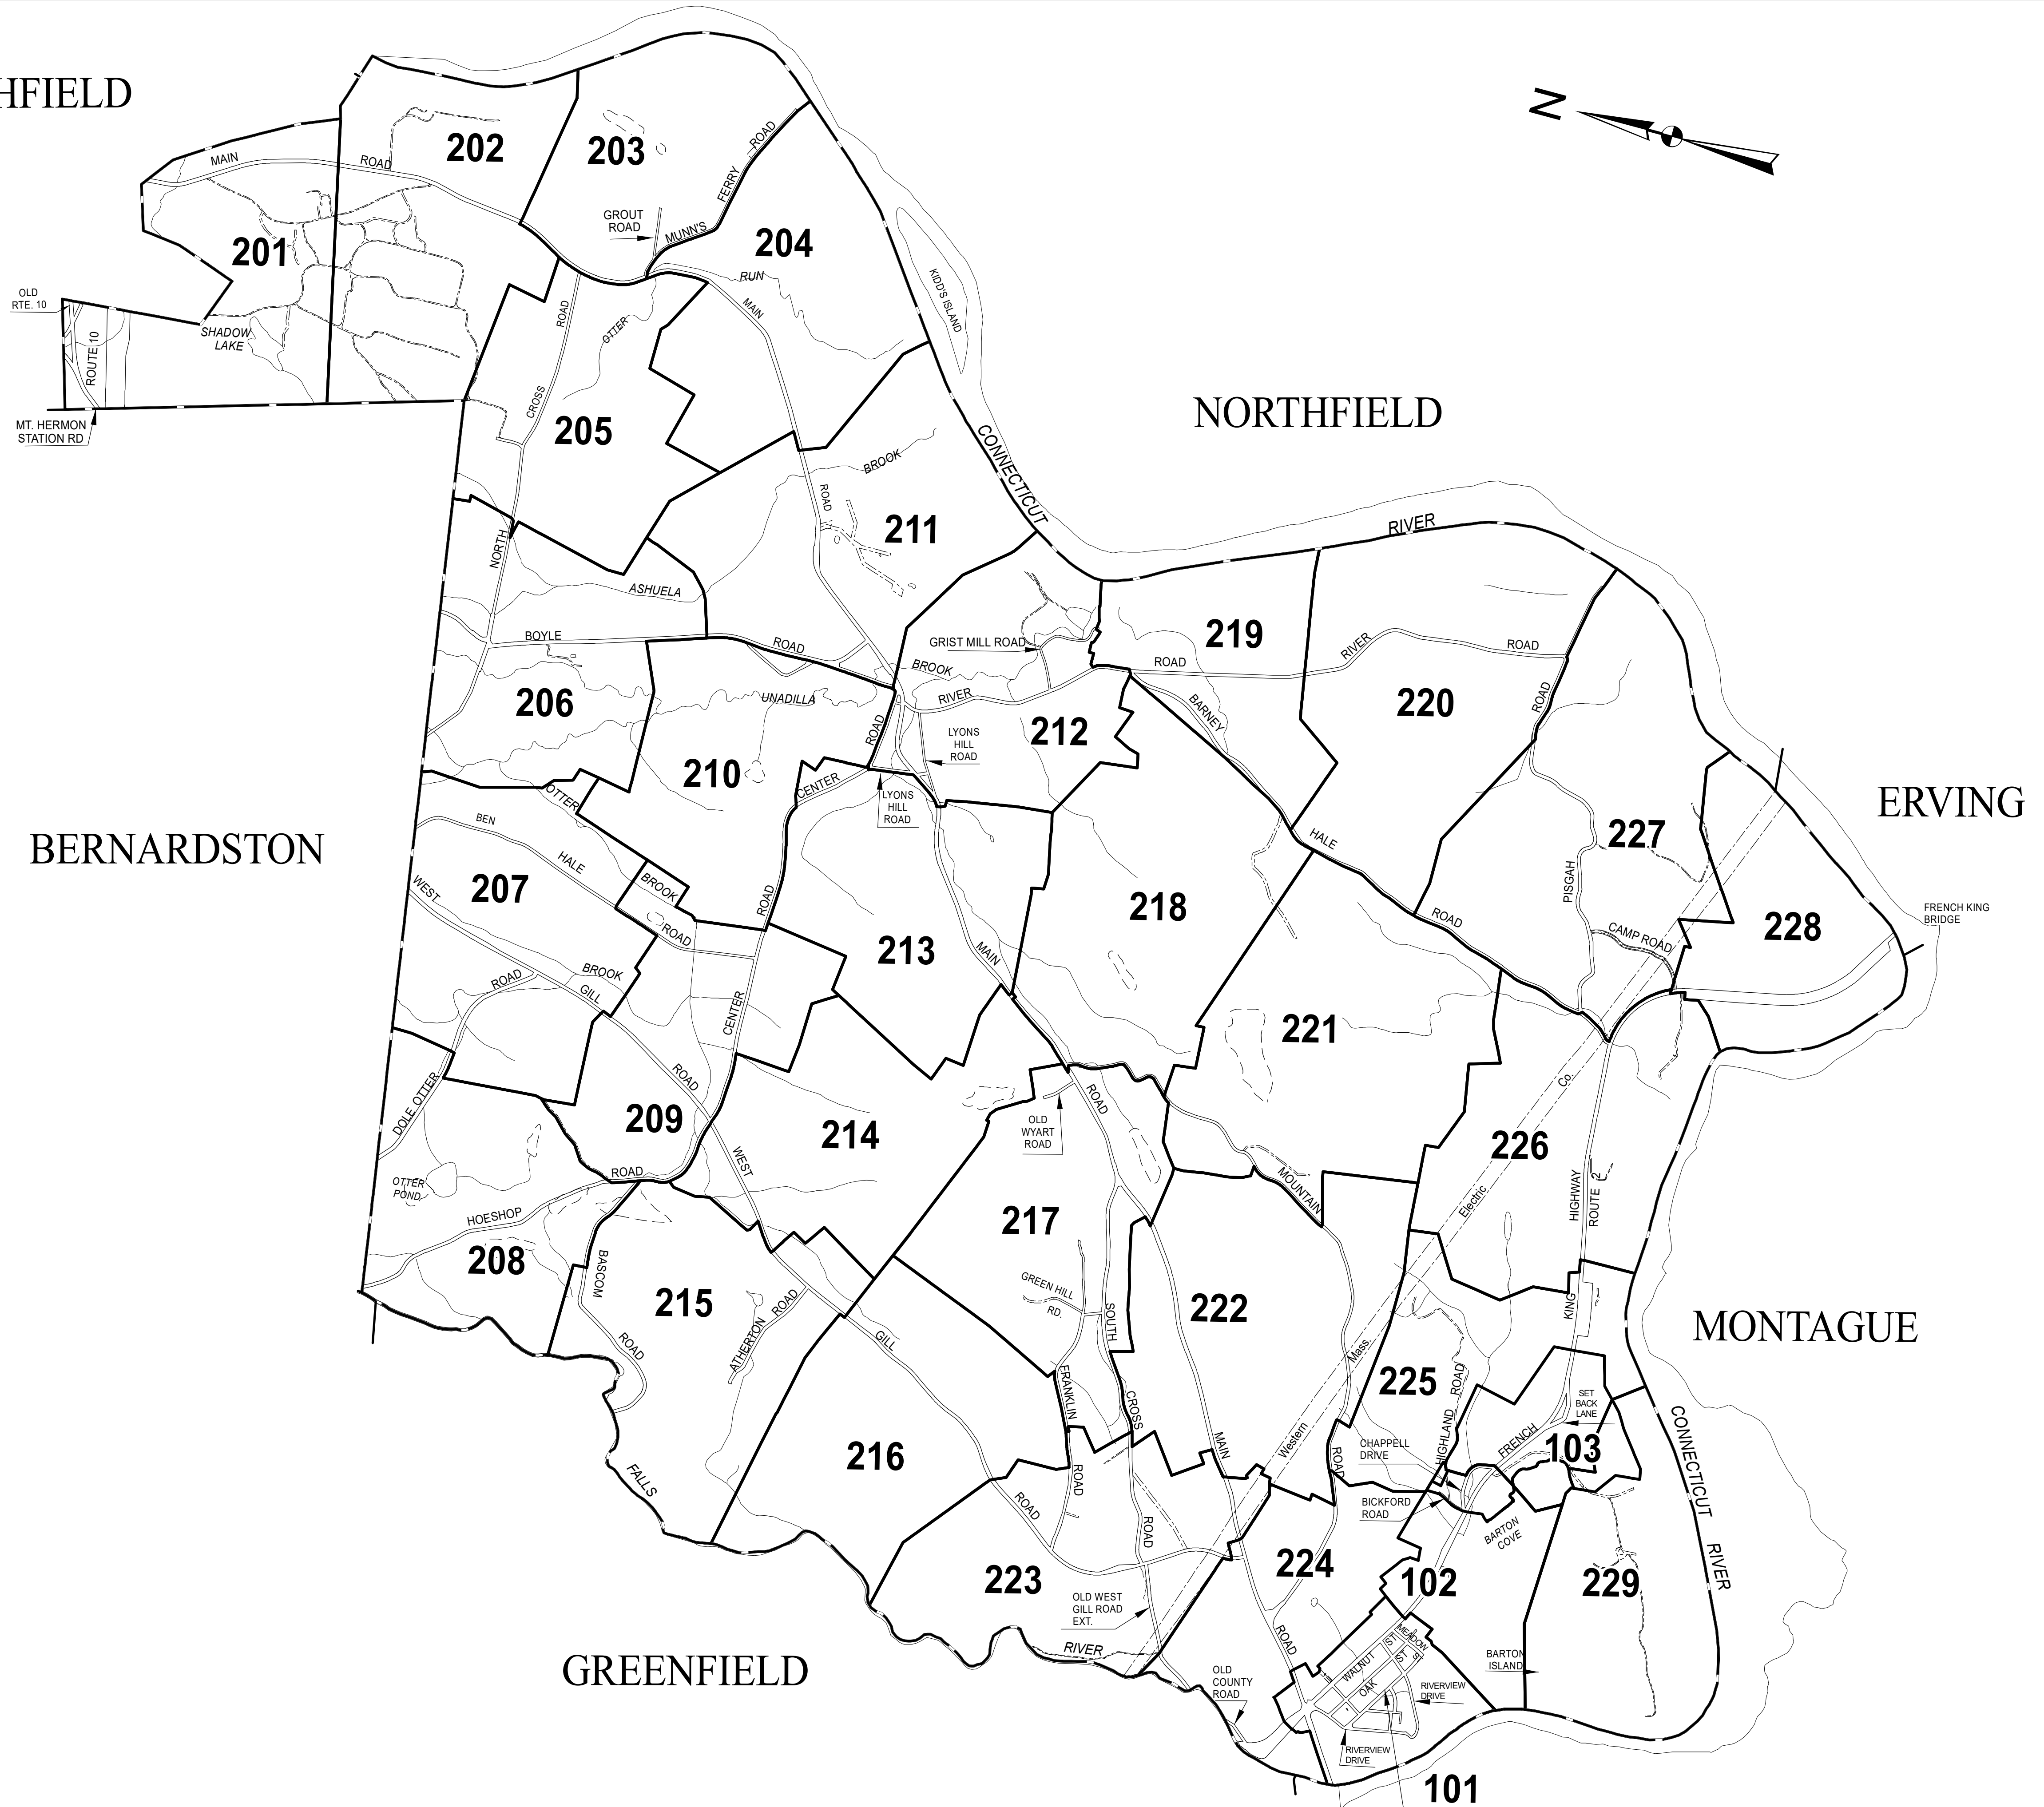 HFIELD
N
202
203
MAIN
ROAD
FERRY
ROAD
MUNN'S
GROUT
ROAD
204
201
RUN
KIDD'S ISLAND
OLD
RTE. 10
ROUTE 10
SHADOW
LAKE
ROAD
OTTER
MAIN
MT. HERMON
STATION RD
CROSS
205
NORTHFIELD
CONNECTICUT
BROOK
ROAD
211
RIVER
NORTH
ASHUELA
BOYLE
ROAD
GRIST MILL ROAD
BROOK
ROAD
219
RIVER
ROAD
206
UNADILLA
RIVER
BARNEY
220
ROAD
ROAD
LYONS
HILL
ROAD
212
210
CENTER
LYONS
HILL
ROAD
OTTER
ERVING
BERNARDSTON
BEN
HALE
HALE
227
WEST
207
BROOK
ROAD
218
PISGAH
ROAD
FRENCH KING
BRIDGE
228
ROAD
213
MAIN
CAMP ROAD
BROOK
ROAD
GILL
CENTER
221
ROAD
Co.
DOLE OTTER
209
214
ROAD
OLD
WYART
ROAD
226
WEST
ROAD
OTTER
POND
MOUNTAIN
Electric
HIGHWAY
ROUTE 2
HOESHOP
217
208
BASCOM
215
ROAD
ATHERTON
GREEN HILL
RD.
SOUTH
222
KING
MONTAGUE
ROAD
GILL
Mass.
225
FRANKLIN
CROSS
ROAD
SET
BACK
LANE
CONNECTICUT
RIVER
216
MAIN
Western
HIGHLAND
FRENCH
103
CHAPPELL
DRIVE
ROAD
FALLS
ROAD
ROAD
ROAD
BICKFORD
ROAD
BARTON
COVE
223
224
102
229
OLD WEST
GILL ROAD
EXT.
GREENFIELD
RIVER
ROAD
MEADOW
ST
ST
ST
WALNUT
OAK
BARTON
ISLAND
OLD
COUNTY
ROAD
RIVERVIEW
DRIVE
RIVERVIEW
DRIVE
101